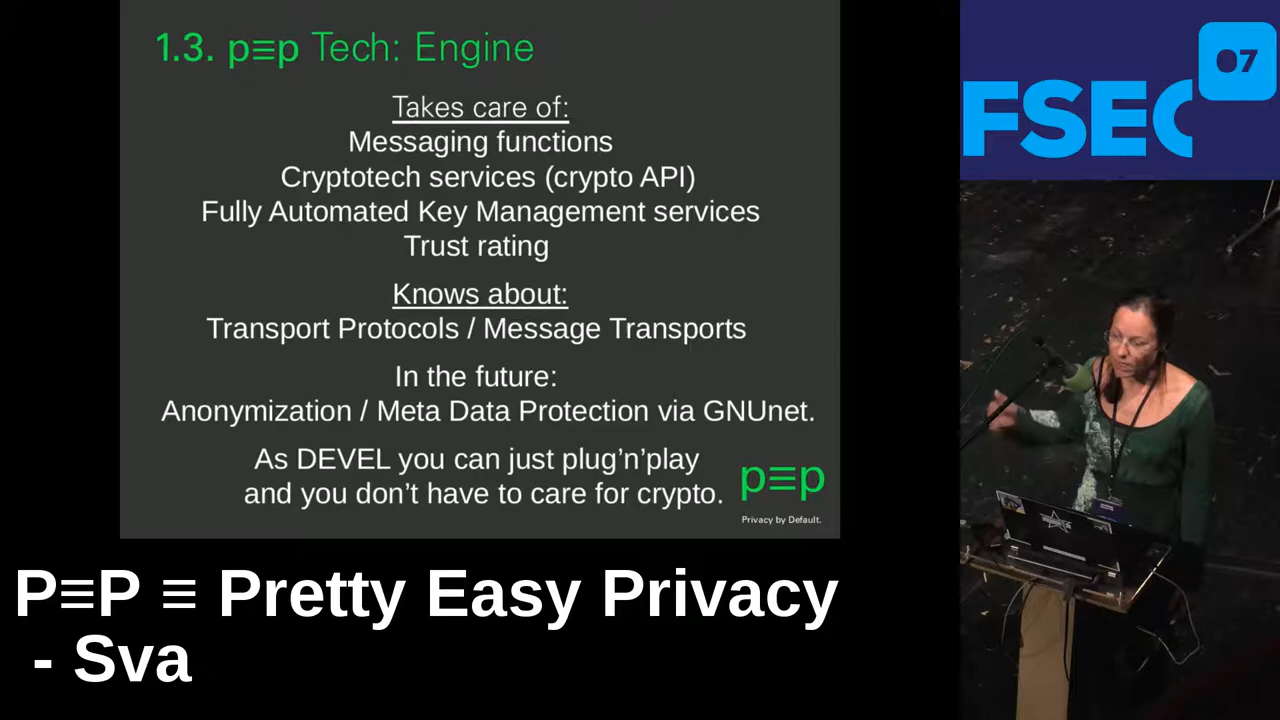 1.3. p≡p Tech: Engine
Takes care of:
Messaging functions
Cryptotech services (crypto API)
Fully Automated Key Management services
Trust rating
Knows about:
Transport Protocols / Message Transports
In the future:
Anonymization / Meta Data Protection via GNUnet.
As DEVEL you can just plug’n’play
and you don’t have to care for crypto.
p≡p
Privacy by Default.
FSEC
07
P≡P ≡ Pretty Easy Privacy
- Sva